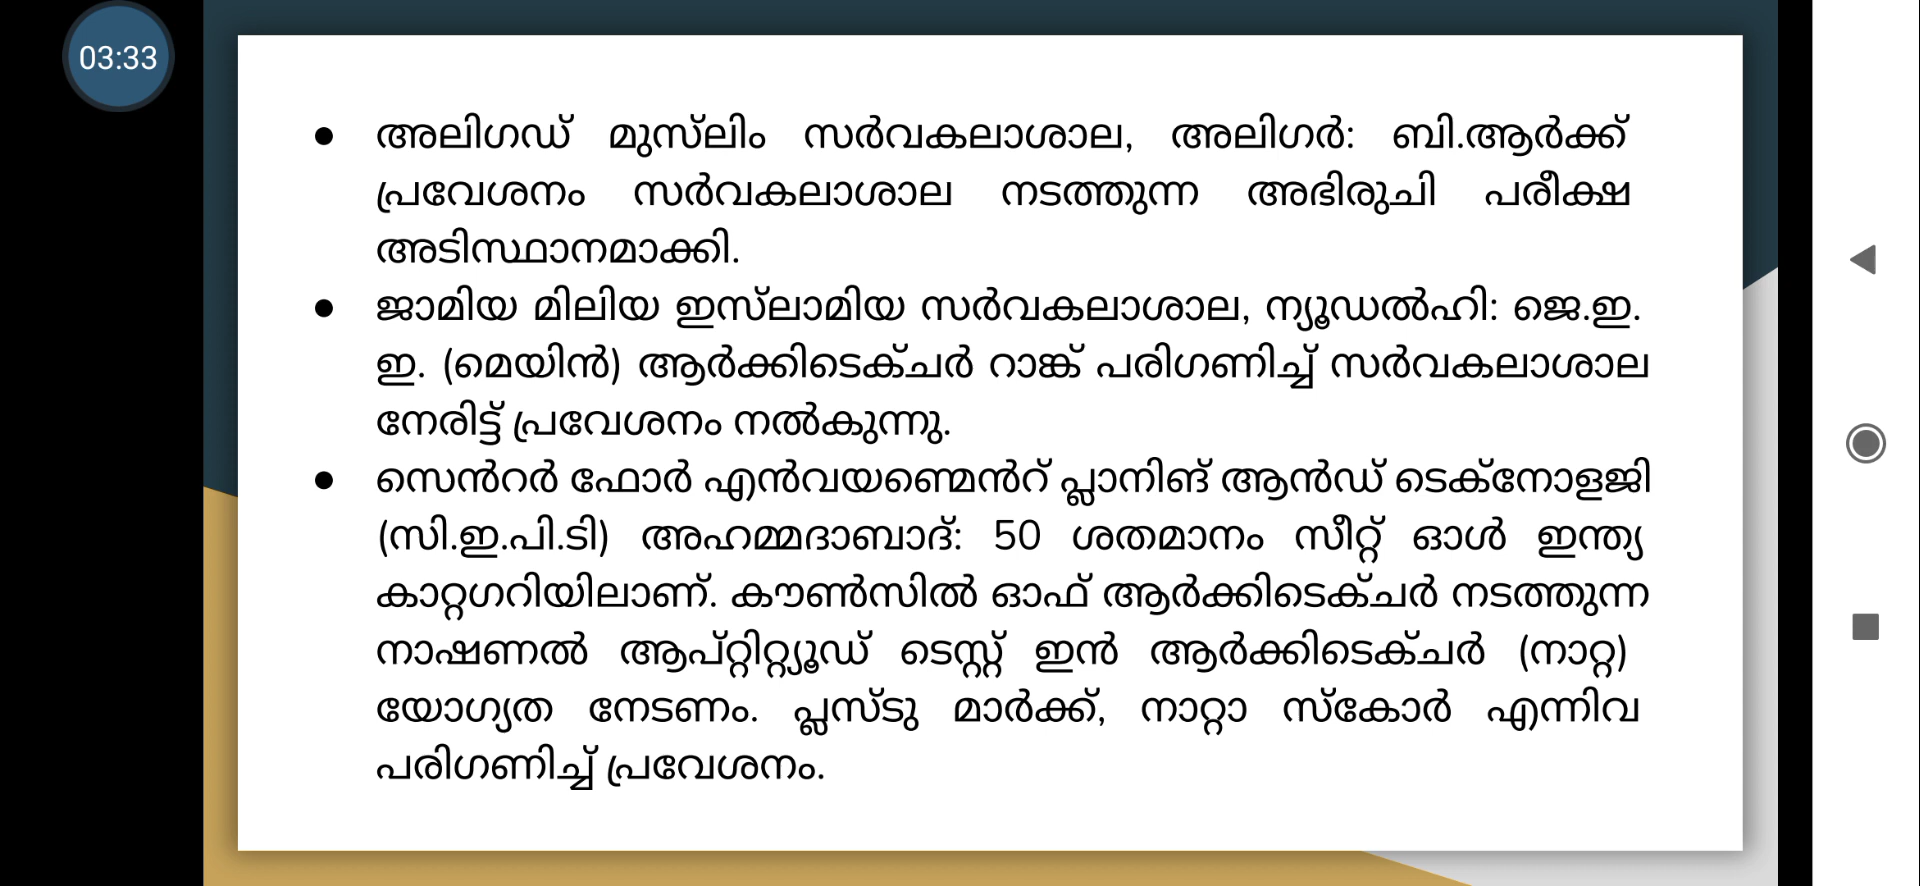 03:33
● അലിഗഡ് മുസ്ലിം സർവകലാശാല, അലിഗർ: ബി.ആർക്ക്
പ്രവേശനം സർവകലാശാല നടത്തുന്ന അഭിരുചി പരീക്ഷ
അടിസ്ഥാനമാക്കി.
● ജാമിയ മിലിയ ഇസ്ലാമിയ സർവകലാശാല, ന്യൂഡൽഹി: ജെ.ഇ.
ഇ. (മെയിൻ) ആർക്കിടെക്ചർ റാങ്ക് പരിഗണിച്ച് സർവകലാശാല
നേരിട്ട് പ്രവേശനം നൽകുന്നു.
● സെൻറർ ഫോർ എൻവയണ്മെൻറ് പ്ലാനിങ് ആൻഡ് ടെക്നോളജി
(സി.ഇ.പി.ടി) അഹമ്മദാബാദ്: 50 ശതമാനം സീറ്റ് ഓൾ ഇന്ത്യ
കാറ്റഗറിയിലാണ്. കൗൺസിൽ ഓഫ് ആർക്കിടെക്ചർ നടത്തുന്ന
നാഷണൽ ആപ്റ്റിറ്റ്യൂഡ് ടെസ്റ്റ് ഇൻ ആർക്കിടെക്ചർ (നാറ്റ)
യോഗ്യത നേടണം. പ്ലസ്ടു മാർക്ക്, നാറ്റാ സ്കോർ എന്നിവ
പരിഗണിച്ച് പ്രവേശനം.